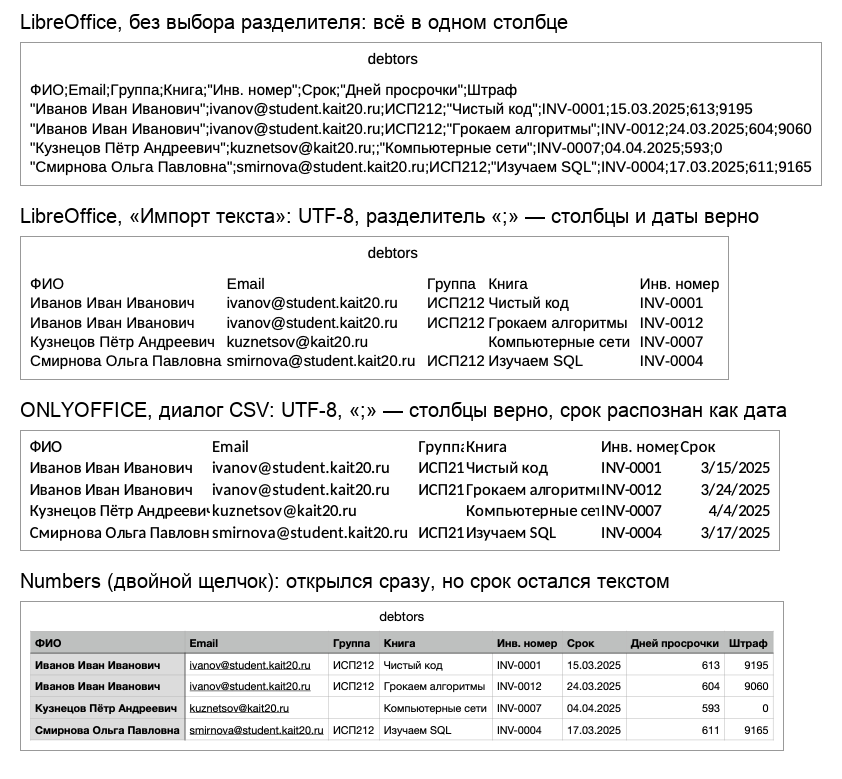 LibreOffice, без выбора разделителя: всё в одном столбце
debtors
ФИО;Email;Группа;Книга;"Инв. номер";Срок;"Дней просрочки";Штраф
"Иванов Иван Иванович";ivanov@student.kait20.ru;ИСП212;"Чистый код";INV-0001;15.03.2025;613;9195
"Иванов Иван Иванович";ivanov@student.kait20.ru;ИСП212;"Грокаем алгоритмы";INV-0012;24.03.2025;604;9060
"Кузнецов Пётр Андреевич";kuznetsov@kait20.ru;;"Компьютерные сети";INV-0007;04.04.2025;593;0
"Смирнова Ольга Павловна";smirnova@student.kait20.ru;ИСП212;"Изучаем SQL";INV-0004;17.03.2025;611;9165
LibreOffice, «Импорт текста»: UTF-8, разделитель «;» — столбцы и даты верно
debtors
ФИО Email Группа Книга Инв. номер
Иванов Иван Иванович ivanov@student.kait20.ru ИСП212 Чистый код INV-0001
Иванов Иван Иванович ivanov@student.kait20.ru ИСП212 Грокаем алгоритмы INV-0012
Кузнецов Пётр Андреевич kuznetsov@kait20.ru Компьютерные сети INV-0007
Смирнова Ольга Павловна smirnova@student.kait20.ru ИСП212 Изучаем SQL INV-0004
ONLYOFFICE, диалог CSV: UTF-8, «;» — столбцы верно, срок распознан как дата
ФИО Email Групп Книга Инв. номер Срок
Иванов Иван Иванович ivanov@student.kait20.ru ИСП21 Чистый код INV-0001 3/15/2025
Иванов Иван Иванович ivanov@student.kait20.ru ИСП21 Грокаем алгоритмы INV-0012 3/24/2025
Кузнецов Пётр Андреевич kuznetsov@kait20.ru Компьютерные сет INV-0007 4/4/2025
Смирнова Ольга Павловн smirnova@student.kait20.ru ИСП21 Изучаем SQL INV-0004 3/17/2025
Numbers (двойной щелчок): открылся сразу, но срок остался текстом
debtors
ФИО Email Группа Книга Инв. номер Срок Дней просрочки Штраф
Иванов Иван Иванович ivanov@student.kait20.ru ИСП212 Чистый код INV-0001 15.03.2025 613 9195
Иванов Иван Иванович ivanov@student.kait20.ru ИСП212 Грокаем алгоритмы INV-0012 24.03.2025 604 9060
Кузнецов Пётр Андреевич kuznetsov@kait20.ru Компьютерные сети INV-0007 04.04.2025 593 0
Смирнова Ольга Павловна smirnova@student.kait20.ru ИСП212 Изучаем SQL INV-0004 17.03.2025 611 9165